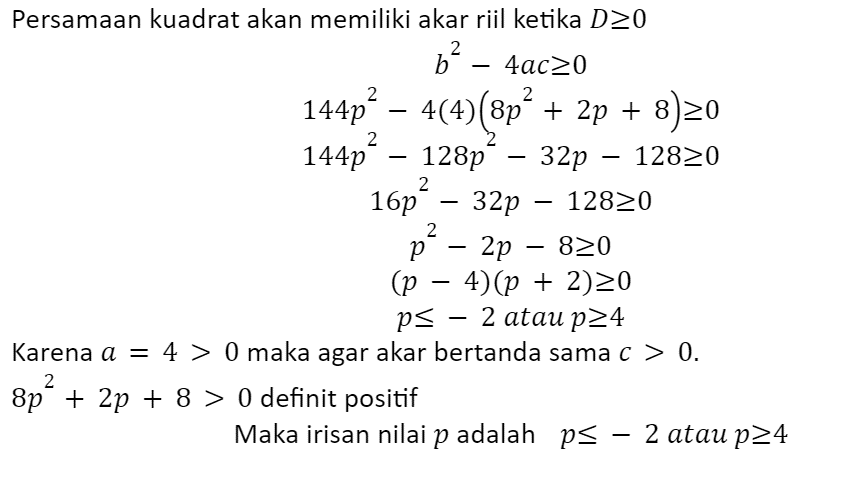 Persamaan kuadrat akan memiliki akar riil ketika D≥0
b² − 4ac≥0
144p² − 4(4)(8p² + 2p + 8)≥0
144p² − 128p² − 32p − 128≥0
16p² − 32p − 128≥0
p² − 2p − 8≥0
(p − 4)(p + 2)≥0
p≤ − 2 atau p≥4
Karena a = 4 > 0 maka agar akar bertanda sama c > 0.
8p² + 2p + 8 > 0 definit positif
Maka irisan nilai p adalah p≤ − 2 atau p≥4